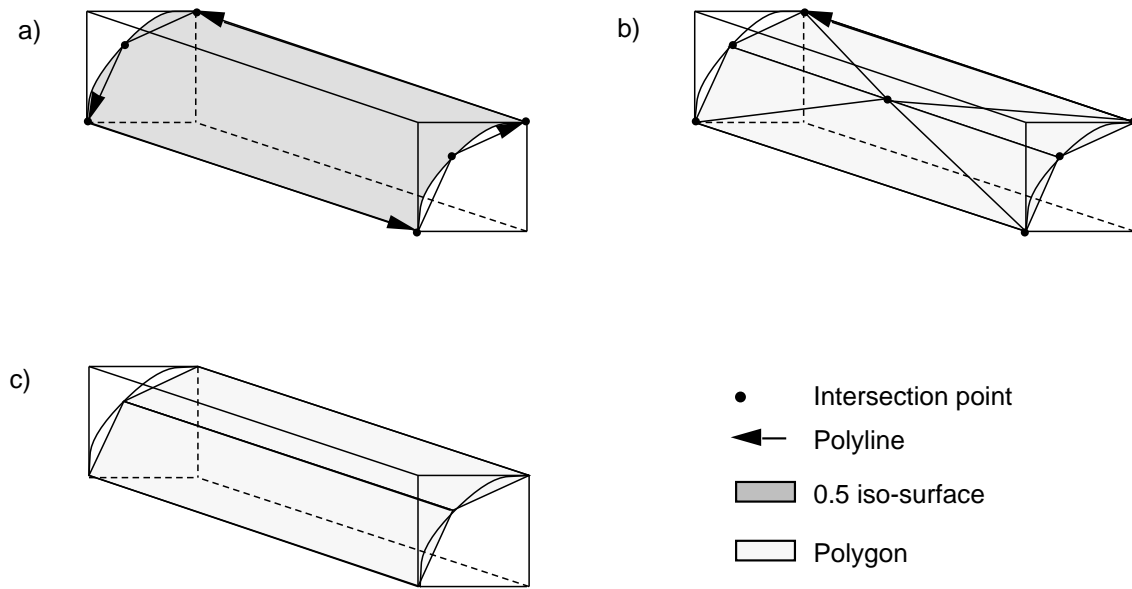 a)
b)
c)
Intersection point
Polyline
0.5 iso-surface
Polygon